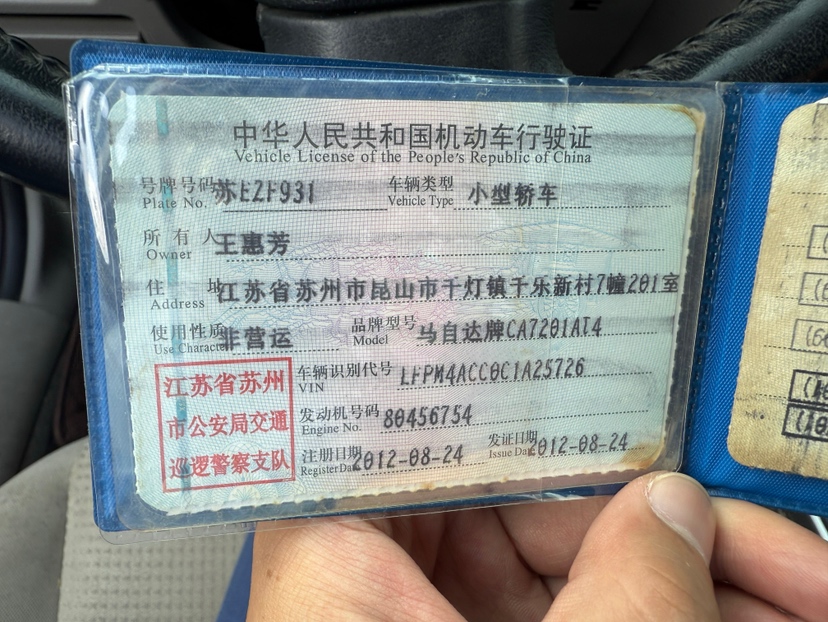 中华人民共和国机动车行驶证
Vehicle License of the People's Republic of China
号牌号码 苏EZF931 车辆类型 小型轿车
Plate No. Vehicle Type
所有人 王惠芳
Owner
住址 江苏省苏州市昆山市千灯镇千乐新村7幢201室
Address
使用性质 非营运 品牌型号 马自达牌CA7201AT4
Use Character Model
车辆识别代号 LFPM4ACC0C1A25726
VIN
发动机号码 80456754
Engine No.
注册日期 2012-08-24 发证日期 2012-08-24
Register Date Issue Date
江苏省苏州
市公安局交通
巡逻警察支队